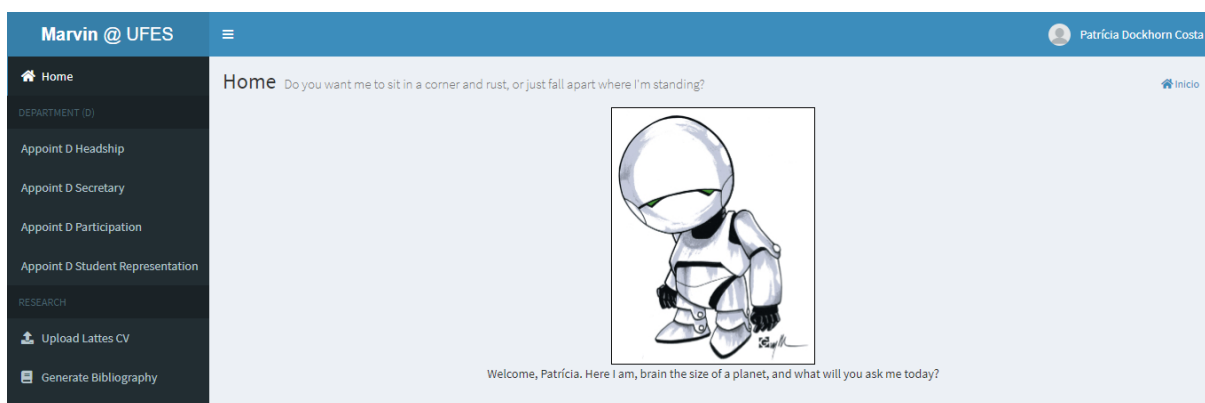 Marvin @ UFES
Patrícia Dockhorn Costa
Home
Home Do you want me to sit in a corner and rust, or just fall apart where I'm standing?
Inicio
DEPARTMENT (D)
Appoint D Headship
Appoint D Secretary
Appoint D Participation
Appoint D Student Representation
RESEARCH
Upload Lattes CV
Generate Bibliography
Welcome, Patrícia. Here I am, brain the size of a planet, and what will you ask me today?